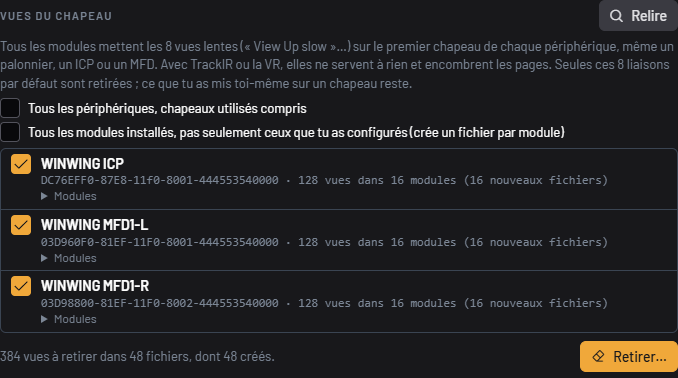 VUES DU CHAPEAU
Relire
Tous les modules mettent les 8 vues lentes (« View Up slow »...) sur le premier chapeau de chaque périphérique, même un
palonnier, un ICP ou un MFD. Avec TrackIR ou la VR, elles ne servent à rien et encombrent les pages. Seules ces 8 liaisons
par défaut sont retirées ; ce que tu as mis toi-même sur un chapeau reste.
Tous les périphériques, chapeaux utilisés compris
Tous les modules installés, pas seulement ceux que tu as configurés (crée un fichier par module)
WINWING ICP
DC76EFF0-87E8-11f0-8001-444553540000 · 128 vues dans 16 modules (16 nouveaux fichiers)
Modules
WINWING MFD1-L
03D960F0-81EF-11F0-8001-444553540000 · 128 vues dans 16 modules (16 nouveaux fichiers)
Modules
WINWING MFD1-R
03D98800-81EF-11F0-8002-444553540000 · 128 vues dans 16 modules (16 nouveaux fichiers)
Modules
384 vues à retirer dans 48 fichiers, dont 48 créés.
Retirer...